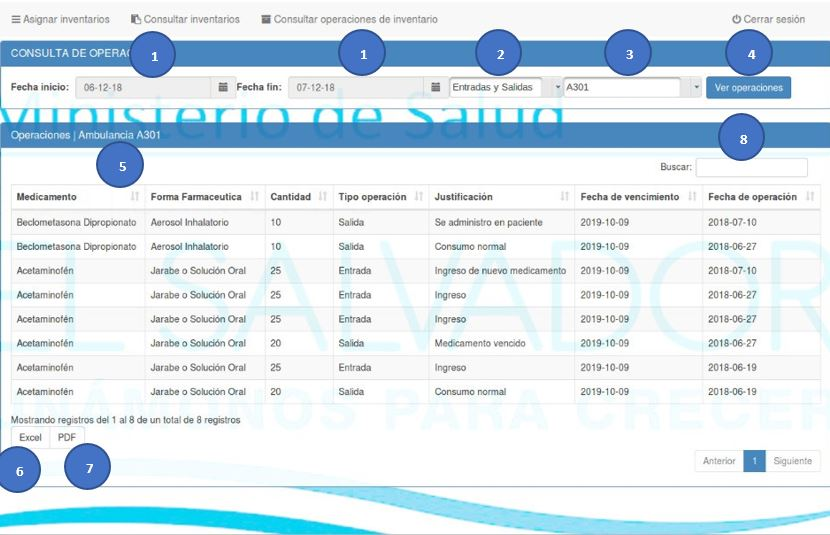 Asignar inventarios Consultar inventarios Consultar operaciones de inventario Cerrar sesión
1 1 2 3 4
CONSULTA DE OPERAC
Fecha inicio: 06-12-18 Fecha fin: 07-12-18 Entradas y Salidas A301 Ver operaciones
Ministerio de Salud
Operaciones | Ambulancia A301
5 8
Buscar:
Medicamento Forma Farmaceutica Cantidad Tipo operación Justificación Fecha de vencimiento Fecha de operación
Beclometasona Dipropionato Aerosol Inhalatorio 10 Salida Se administro en paciente 2019-10-09 2018-07-10
Beclometasona Dipropionato Aerosol Inhalatorio 10 Salida Consumo normal 2019-10-09 2018-06-27
Acetaminofén Jarabe o Solución Oral 25 Entrada Ingreso de nuevo medicamento 2019-10-09 2018-07-10
Acetaminofén Jarabe o Solución Oral 25 Entrada Ingreso 2019-10-09 2018-06-27
Acetaminofén Jarabe o Solución Oral 25 Entrada Ingreso 2019-10-09 2018-06-27
Acetaminofén Jarabe o Solución Oral 20 Salida Medicamento vencido 2019-10-09 2018-06-27
Acetaminofén Jarabe o Solución Oral 25 Entrada Ingreso 2019-10-09 2018-06-19
Acetaminofén Jarabe o Solución Oral 20 Salida Consumo normal 2019-10-09 2018-06-19
EL SALVADOR
UNÁMONOS PARA CRECER
Mostrando registros del 1 al 8 de un total de 8 registros
Excel PDF
6 7
Anterior 1 Siguiente